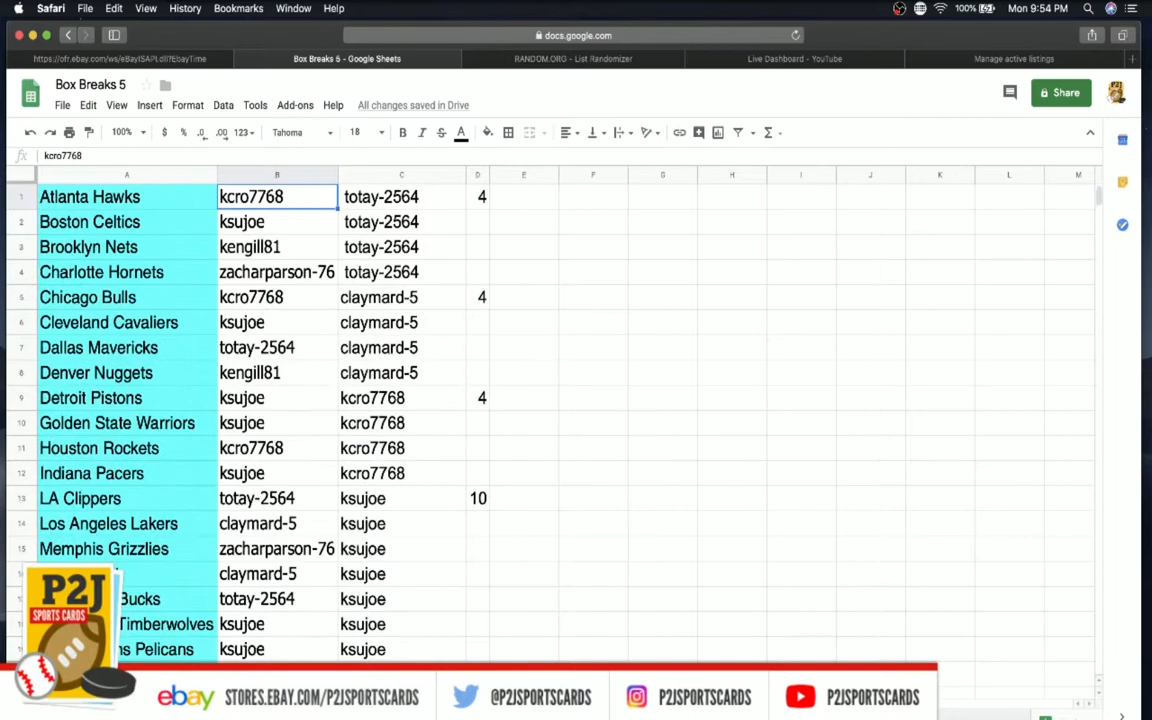 Safari File Edit View History Bookmarks Window Help 100% Mon 9:54 PM
docs.google.com
https://ofr.ebay.com/ws/eBayISAPI.dll?EbayTime Box Breaks 5 - Google Sheets RANDOM.ORG - List Randomizer Live Dashboard - YouTube Manage active listings
Box Breaks 5
Share
File Edit View Insert Format Data Tools Add-ons Help All changes saved in Drive
100% $ % .0 .00 123 Tahoma 18 B I S A
fx kcro7768
A B C D E F G H I J K L M
1 Atlanta Hawks kcro7768 totay-2564 4
2 Boston Celtics ksujoe totay-2564
3 Brooklyn Nets kengill81 totay-2564
4 Charlotte Hornets zacharparson-76 totay-2564
5 Chicago Bulls kcro7768 claymard-5 4
6 Cleveland Cavaliers ksujoe claymard-5
7 Dallas Mavericks totay-2564 claymard-5
8 Denver Nuggets kengill81 claymard-5
9 Detroit Pistons ksujoe kcro7768 4
10 Golden State Warriors ksujoe kcro7768
11 Houston Rockets kcro7768 kcro7768
12 Indiana Pacers ksujoe kcro7768
13 LA Clippers totay-2564 ksujoe 10
14 Los Angeles Lakers claymard-5 ksujoe
15 Memphis Grizzlies zacharparson-76 ksujoe
claymard-5 ksujoe
Bucks totay-2564 ksujoe
Timberwolves ksujoe ksujoe
ns Pelicans ksujoe ksujoe
P2J
SPORTS CARDS
ebay STORES.EBAY.COM/P2JSPORTSCARDS @P2JSPORTSCARDS P2JSPORTSCARDS P2JSPORTSCARDS